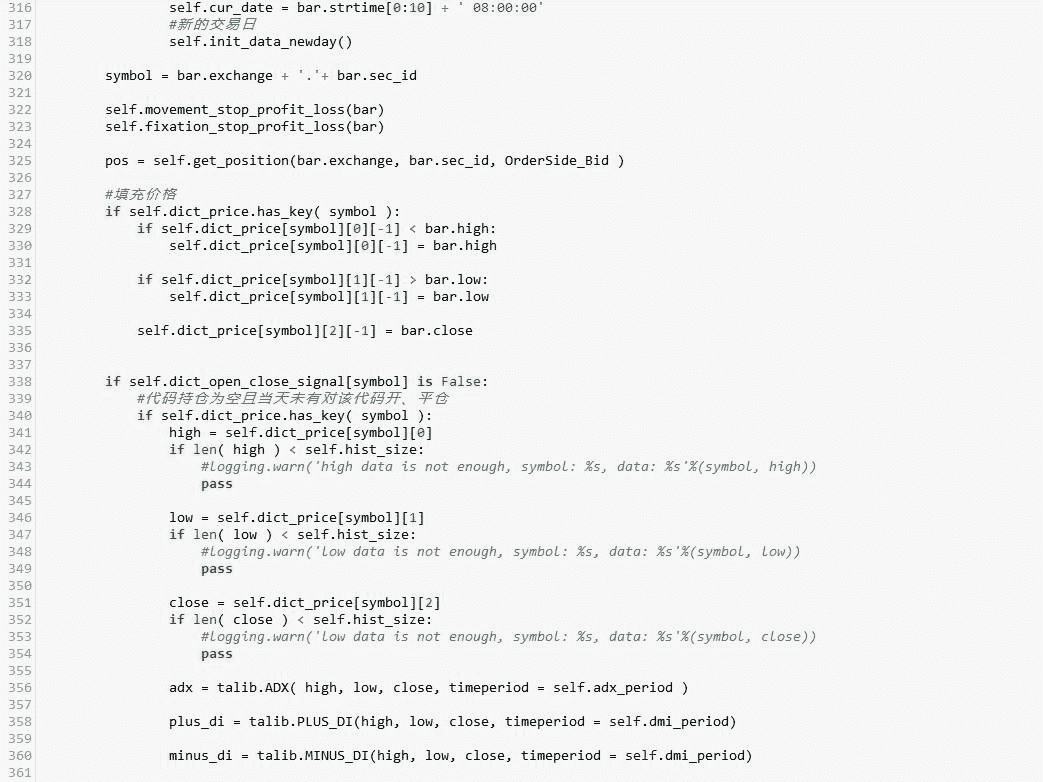 316                 self.cur_date = bar.strtime[0:10] + ' 08:00:00'
317                 #新的交易日
318                 self.init_data_newday()
319
320         symbol = bar.exchange + '.'+ bar.sec_id
321
322         self.movement_stop_profit_loss(bar)
323         self.fixation_stop_profit_loss(bar)
324
325         pos = self.get_position(bar.exchange, bar.sec_id, OrderSide_Bid )
326
327         #填充价格
328         if self.dict_price.has_key( symbol ):
329             if self.dict_price[symbol][0][-1] < bar.high:
330                 self.dict_price[symbol][0][-1] = bar.high
331
332             if self.dict_price[symbol][1][-1] > bar.low:
333                 self.dict_price[symbol][1][-1] = bar.low
334
335             self.dict_price[symbol][2][-1] = bar.close
336
337
338         if self.dict_open_close_signal[symbol] is False:
339             #代码持仓为空且当天未有对该代码开、平仓
340             if self.dict_price.has_key( symbol ):
341                 high = self.dict_price[symbol][0]
342                 if len( high ) < self.hist_size:
343                     #logging.warn('high data is not enough, symbol: %s, data: %s'%(symbol, high))
344                     pass
345
346                 low = self.dict_price[symbol][1]
347                 if len( low ) < self.hist_size:
348                     #logging.warn('low data is not enough, symbol: %s, data: %s'%(symbol, low))
349                     pass
350
351                 close = self.dict_price[symbol][2]
352                 if len( close ) < self.hist_size:
353                     #logging.warn('low data is not enough, symbol: %s, data: %s'%(symbol, close))
354                     pass
355
356                 adx = talib.ADX( high, low, close, timeperiod = self.adx_period )
357
358                 plus_di = talib.PLUS_DI(high, low, close, timeperiod = self.dmi_period)
359
360                 minus_di = talib.MINUS_DI(high, low, close, timeperiod = self.dmi_period)
361